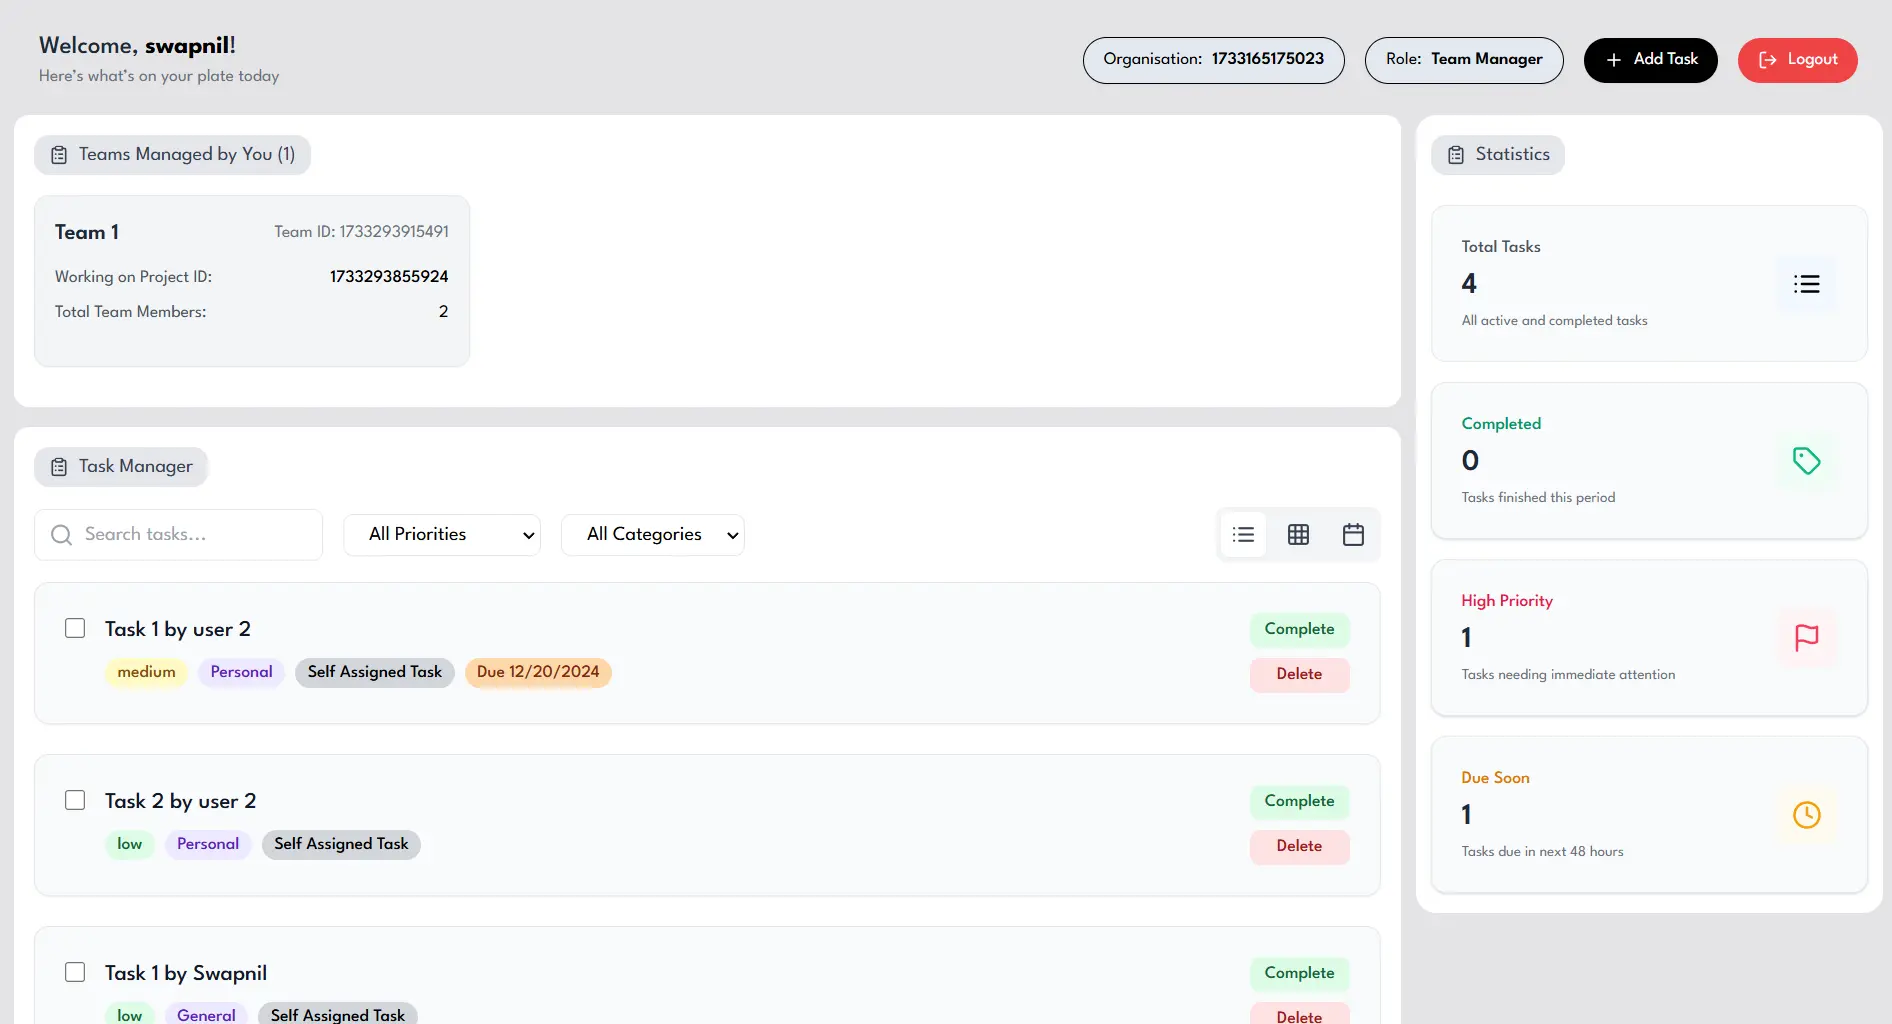 Welcome, swapnil!
Here's what's on your plate today
Organisation: 1733165175023
Role: Team Manager
Add Task
Logout
Teams Managed by You (1)
Team 1
Team ID: 1733293915491
Working on Project ID: 1733293855924
Total Team Members: 2
Task Manager
Search tasks...
All Priorities
All Categories
Task 1 by user 2
medium Personal Self Assigned Task Due 12/20/2024
Complete
Delete
Task 2 by user 2
low Personal Self Assigned Task
Complete
Delete
Task 1 by Swapnil
low General Self Assigned Task
Complete
Delete
Statistics
Total Tasks
4
All active and completed tasks
Completed
0
Tasks finished this period
High Priority
1
Tasks needing immediate attention
Due Soon
1
Tasks due in next 48 hours